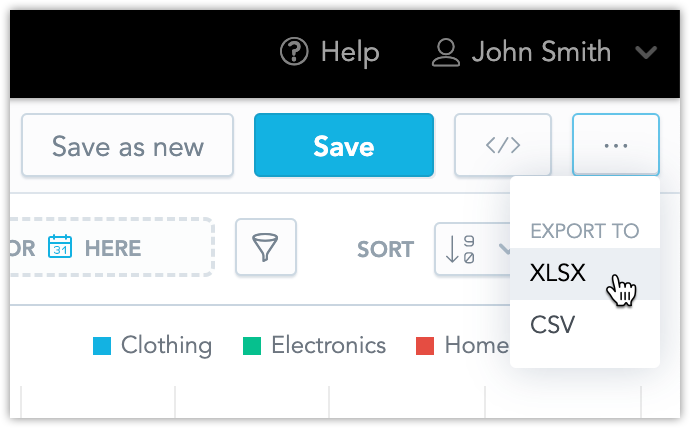 Help John Smith
Save as new Save </> ...
EXPORT TO
OR 31 HERE SORT 9
0
XLSX
CSV
Clothing Electronics Home